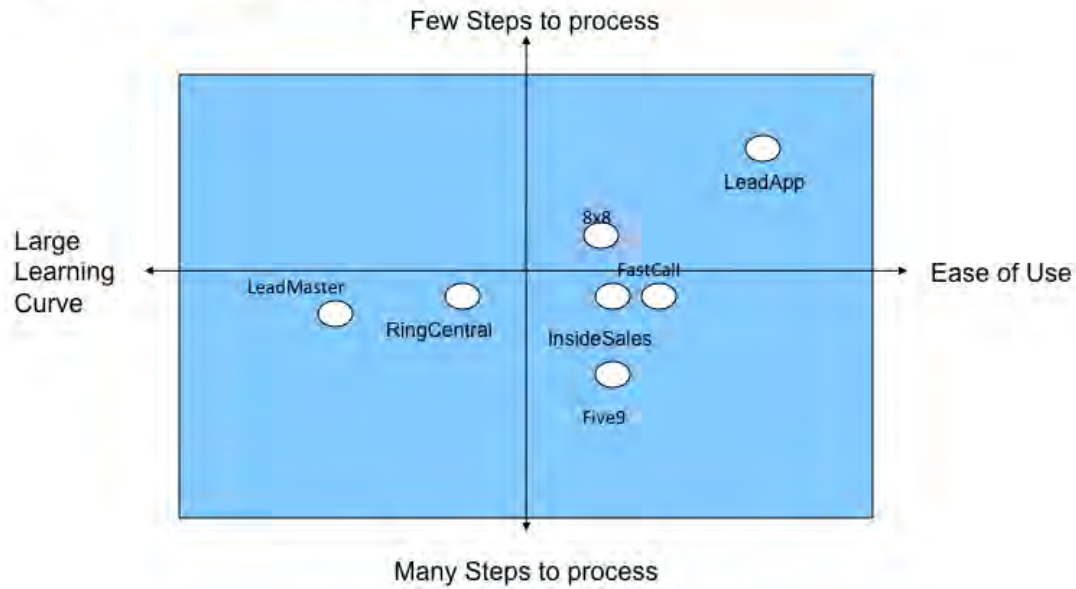 Few Steps to process
LeadApp
8x8
Large
Learning
Curve
FastCall
Ease of Use
LeadMaster
RingCentral
InsideSales
Five9
Many Steps to process